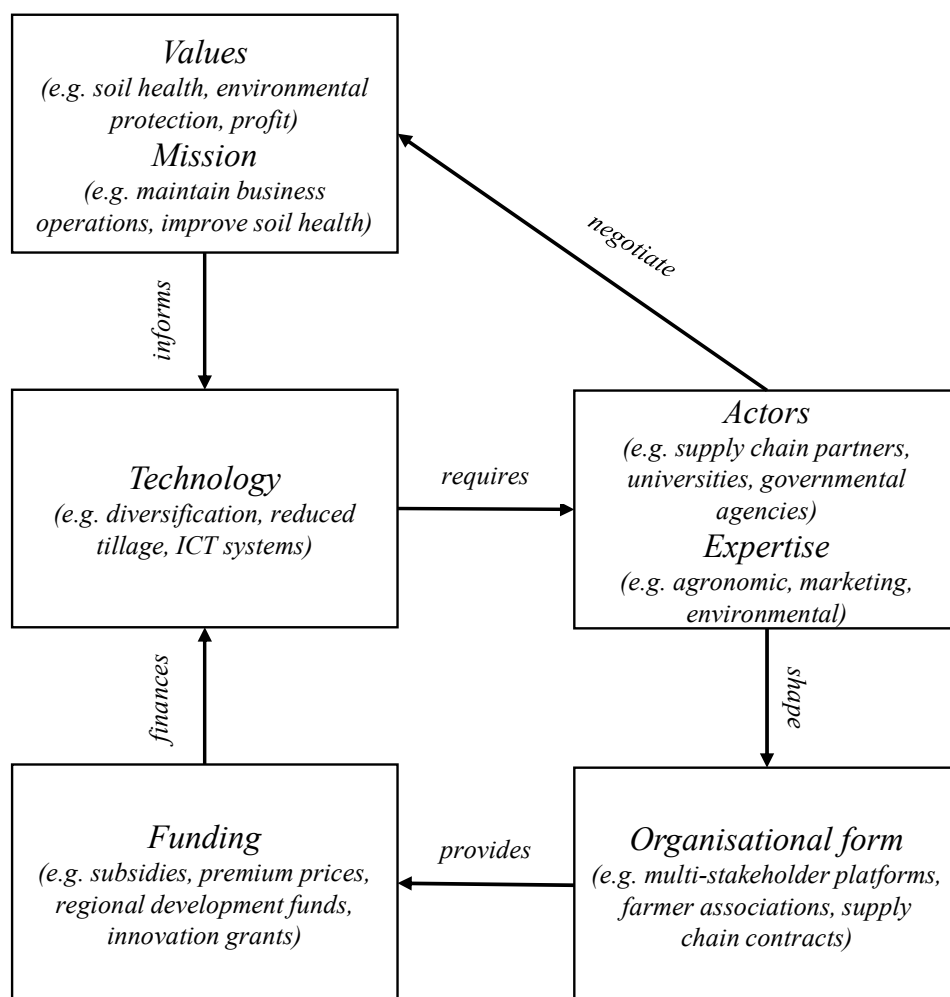 Values
(e.g. soil health, environmental
protection, profit)
Mission
(e.g. maintain business
operations, improve soil health)
negotiate
informs
Technology
(e.g. diversification, reduced
tillage, ICT systems)
requires
Actors
(e.g. supply chain partners,
universities, governmental
agencies)
Expertise
(e.g. agronomic, marketing,
environmental)
finances
shape
Funding
(e.g. subsidies, premium prices,
regional development funds,
innovation grants)
provides
Organisational form
(e.g. multi-stakeholder platforms,
farmer associations, supply
chain contracts)